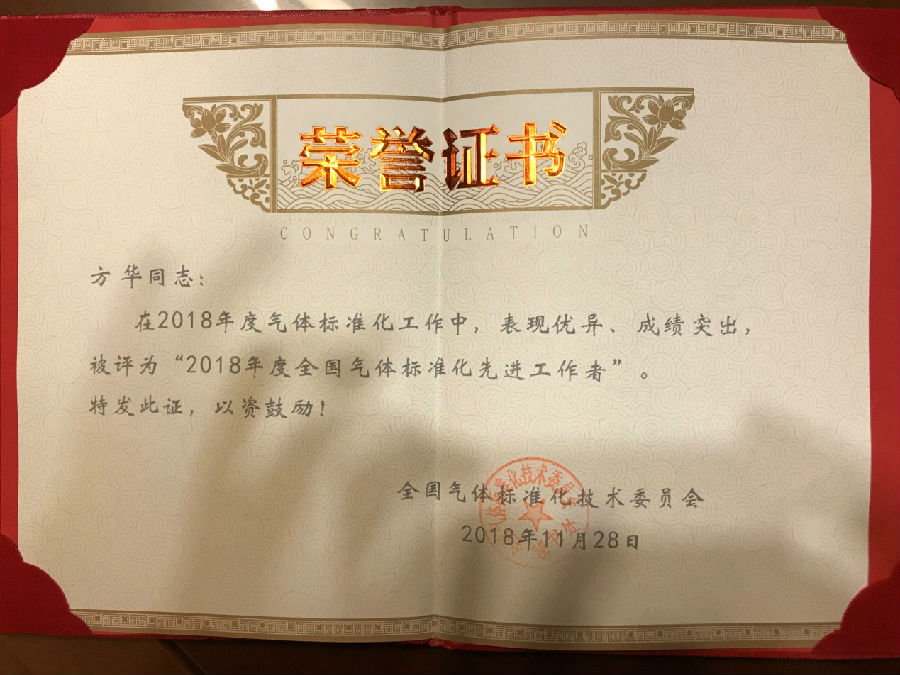 荣誉证书
CONGRATULATION
方华同志：
在2018年度气体标准化工作中，表现优异、成绩突出，
被评为“2018年度全国气体标准化先进工作者”。
特发此证，以资鼓励！
全国气体标准化技术委员会
2018年11月28日